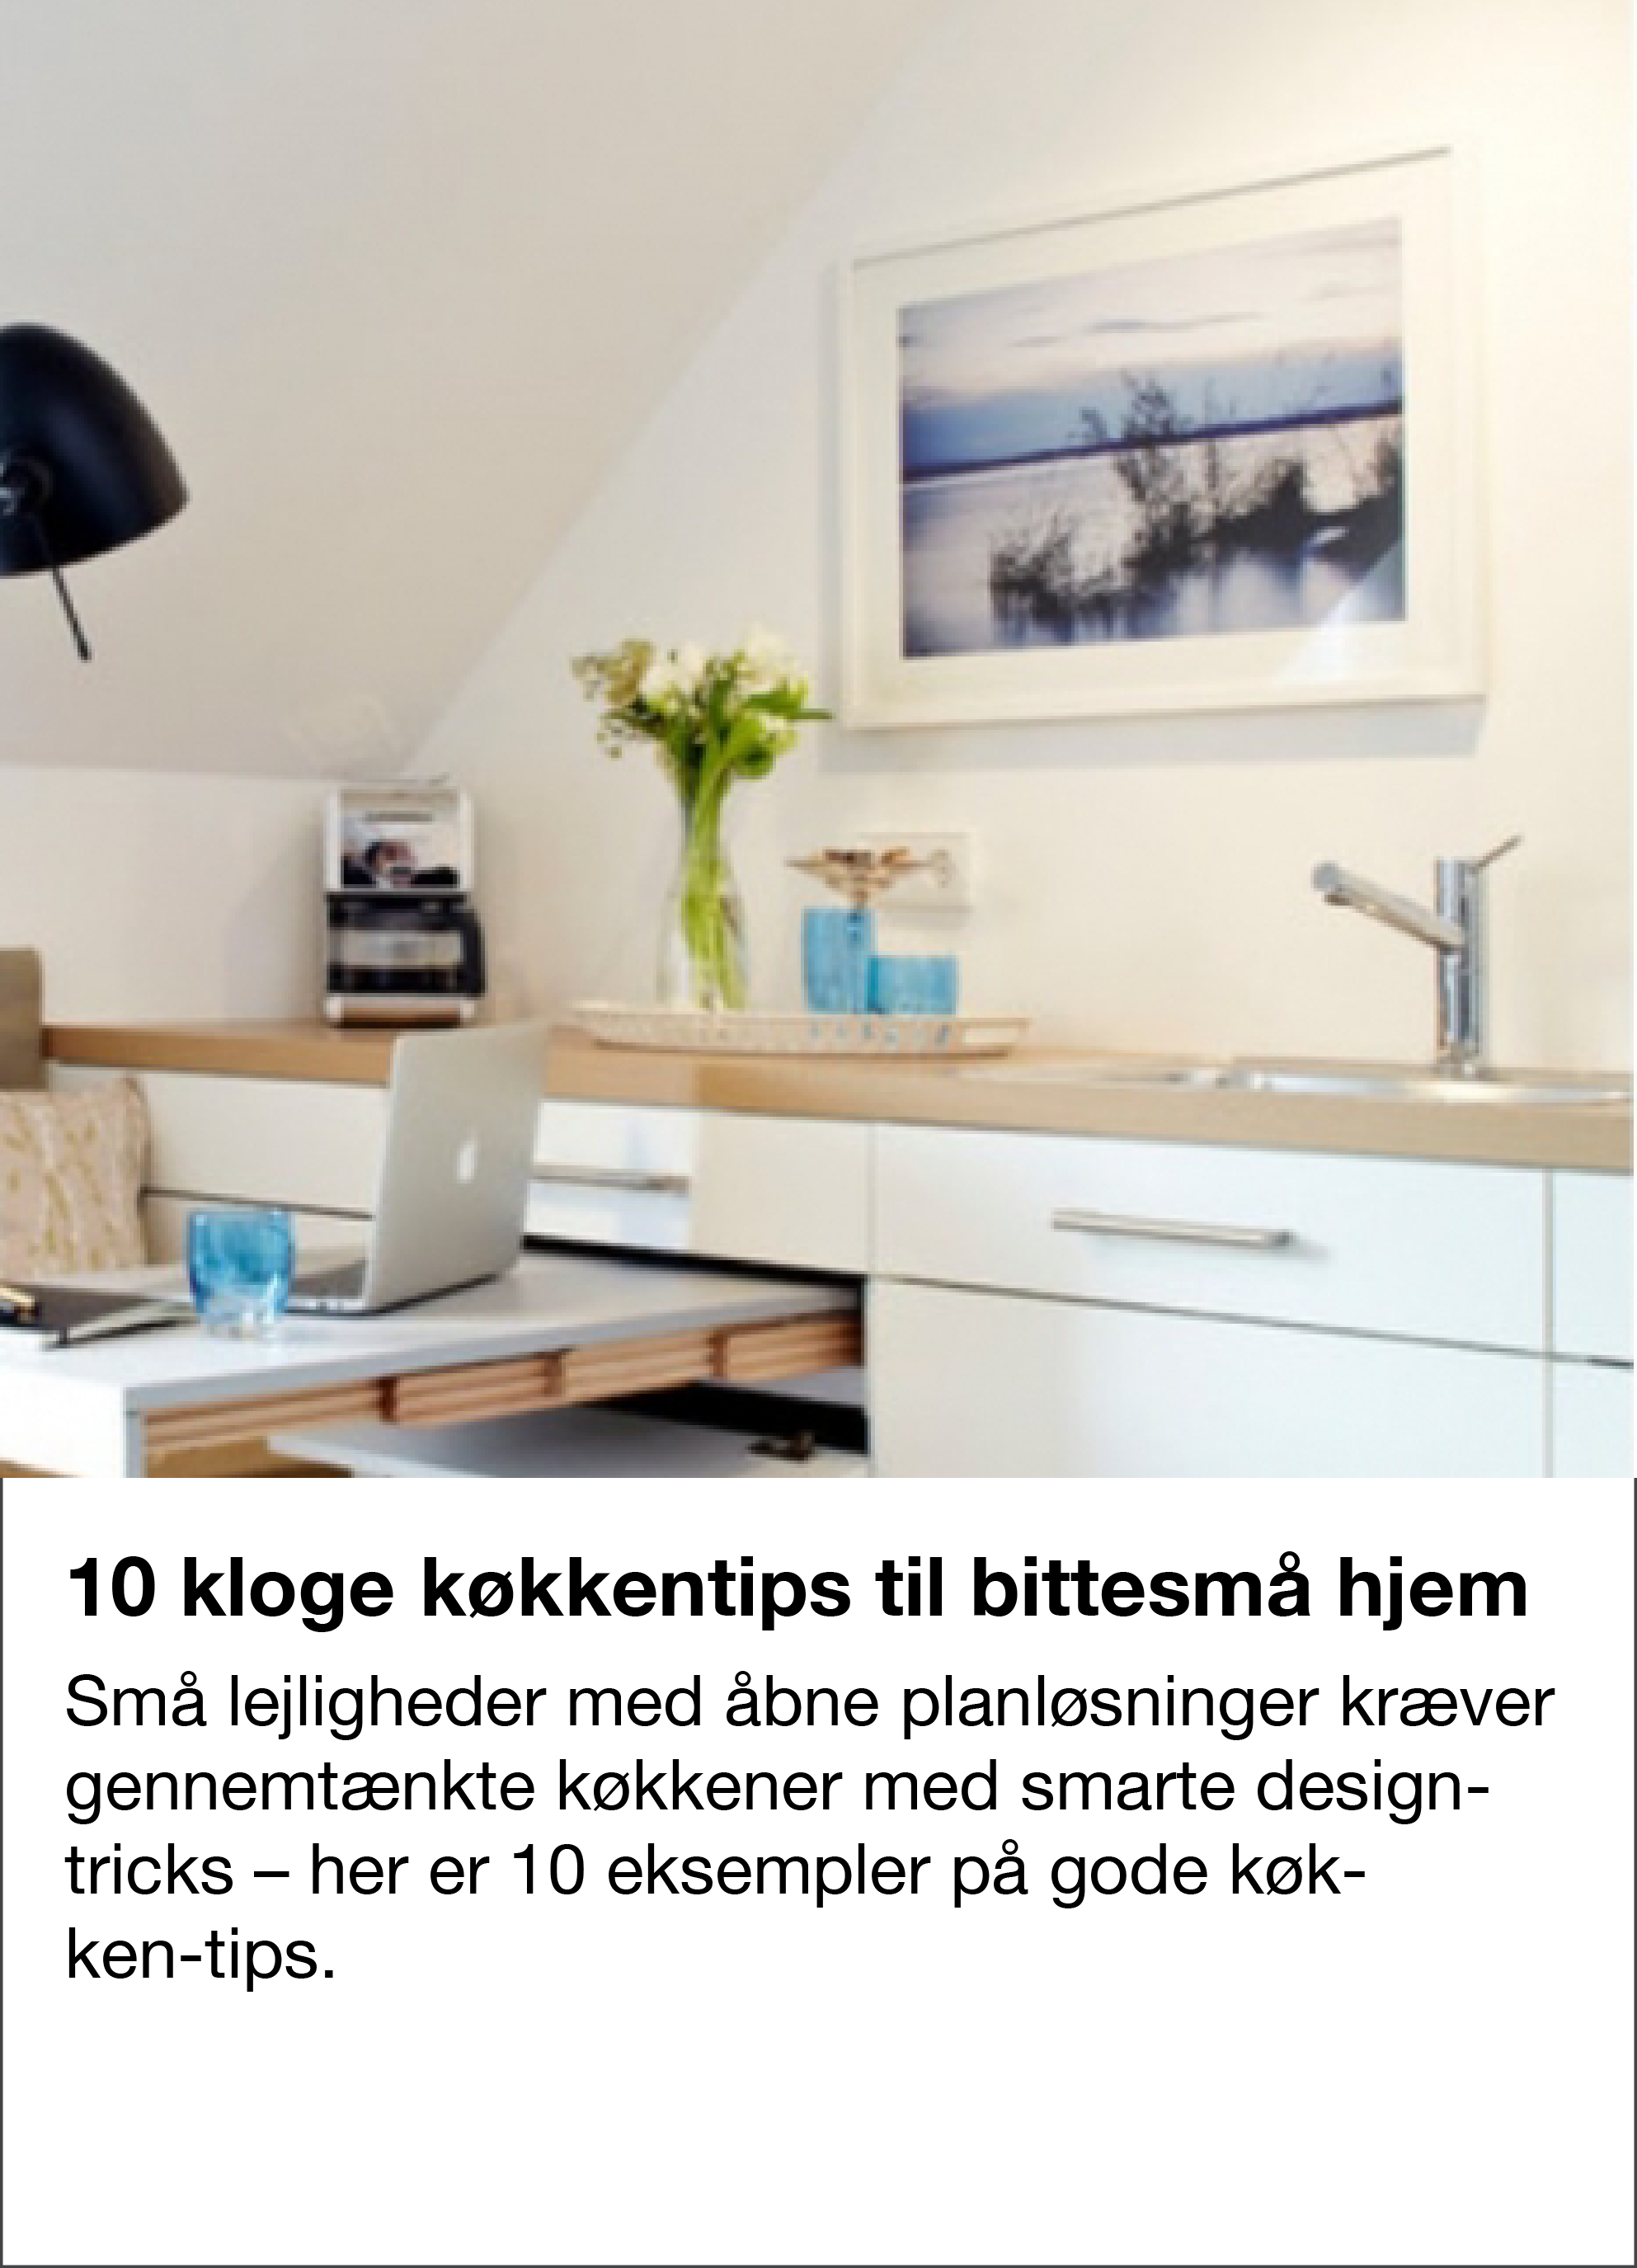 10 kloge køkkentips til bittesmå hjem
Små lejligheder med åbne planløsninger kræver
gennemtænkte køkkener med smarte design-
tricks – her er 10 eksempler på gode køk-
ken-tips.